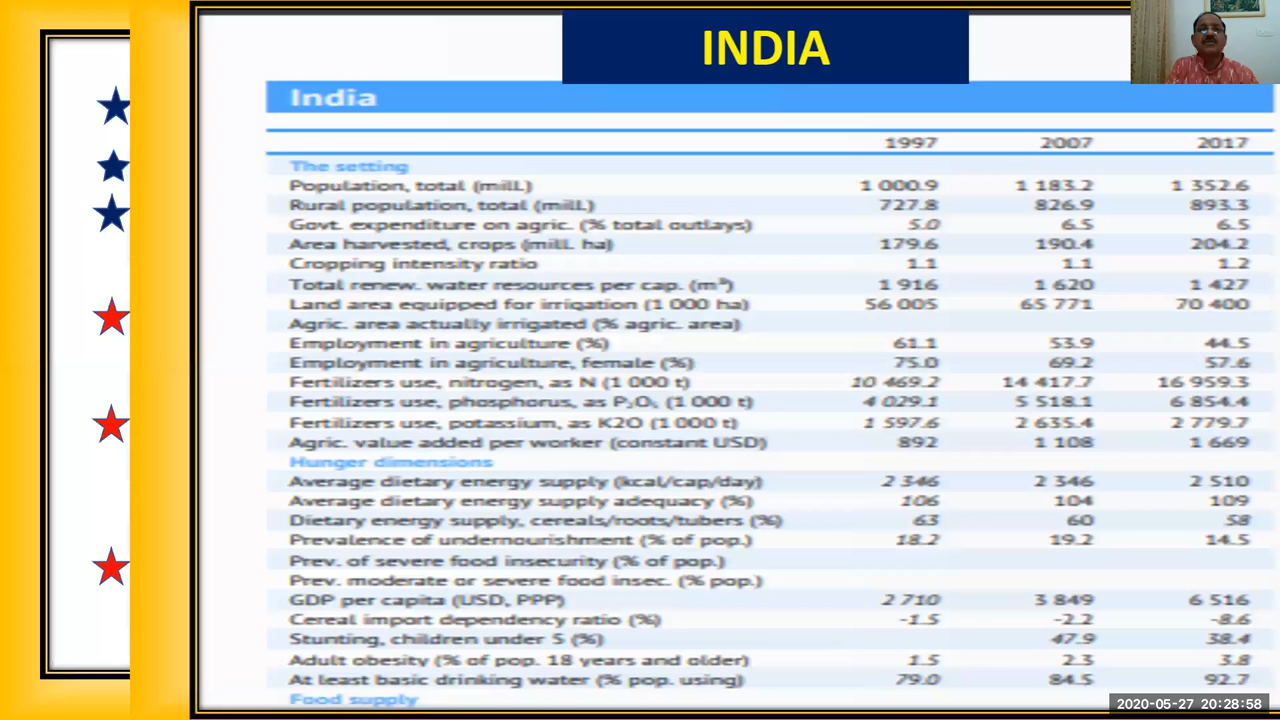 INDIA
India
1997 2007 2017
The setting
Population, total (mill.) 1 000.9 1 183.2 1 352.6
Rural population, total (mill.) 727.8 826.9 893.3
Govt. expenditure on agric. (% total outlays) 5.0 6.5 6.5
Area harvested, crops (mill. ha) 179.6 190.4 204.2
Cropping intensity ratio 1.1 1.1 1.2
Total renew. water resources per cap. (m³) 1 916 1 620 1 427
Land area equipped for irrigation (1 000 ha) 56 005 65 771 70 400
Agric. area actually irrigated (% agric. area)
Employment in agriculture (%) 61.1 53.9 44.5
Employment in agriculture, female (%) 75.0 69.2 57.6
Fertilizers use, nitrogen, as N (1 000 t) 10 469.2 14 417.7 16 959.3
Fertilizers use, phosphorus, as P₂O₅ (1 000 t) 4 029.1 5 518.1 6 854.4
Fertilizers use, potassium, as K2O (1 000 t) 1 597.6 2 635.4 2 779.7
Agric. value added per worker (constant USD) 892 1 108 1 669
Hunger dimensions
Average dietary energy supply (kcal/cap/day) 2 346 2 346 2 510
Average dietary energy supply adequacy (%) 106 104 109
Dietary energy supply, cereals/roots/tubers (%) 63 60 58
Prevalence of undernourishment (% of pop.) 18.2 19.2 14.5
Prev. of severe food insecurity (% of pop.)
Prev. moderate or severe food insec. (% pop.)
GDP per capita (USD, PPP) 2 710 3 849 6 516
Cereal import dependency ratio (%) -1.5 -2.2 -8.6
Stunting, children under 5 (%) 47.9 38.4
Adult obesity (% of pop. 18 years and older) 1.5 2.3 3.8
At least basic drinking water (% pop. using) 79.0 84.5 92.7
Food supply
2020-05-27 20:28:58